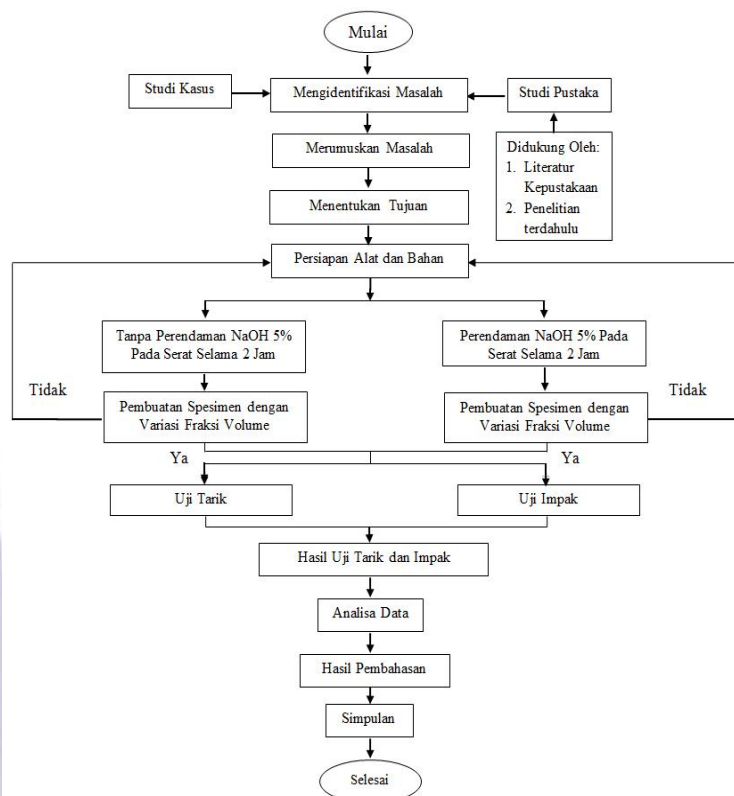 Mulai
Studi Kasus
Mengidentifikasi Masalah
Studi Pustaka
Merumuskan Masalah
Didukung Oleh:
1. Literatur
Kepustakaan
2. Penelitian
terdahulu
Menentukan Tujuan
Persiapan Alat dan Bahan
Tanpa Perendaman NaOH 5%
Pada Serat Selama 2 Jam
Perendaman NaOH 5% Pada
Serat Selama 2 Jam
Tidak
Pembuatan Spesimen dengan
Variasi Fraksi Volume
Pembuatan Spesimen dengan
Variasi Fraksi Volume
Tidak
Ya
Ya
Uji Tarik
Uji Impak
Hasil Uji Tarik dan Impak
Analisa Data
Hasil Pembahasan
Simpulan
Selesai